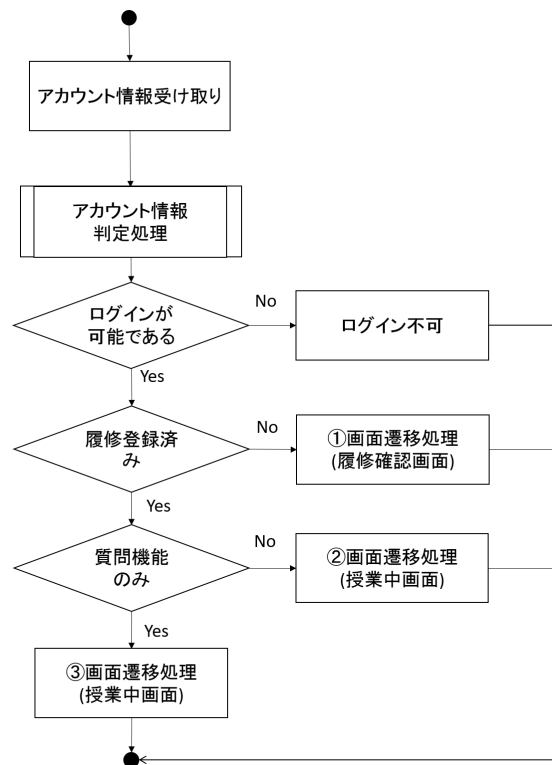 アカウント情報受け取り
アカウント情報
判定処理
ログインが
可能である
No
ログイン不可
Yes
履修登録済
み
No
①画面遷移処理
(履修確認画面)
Yes
質問機能
のみ
No
②画面遷移処理
(授業中画面)
Yes
③画面遷移処理
(授業中画面)